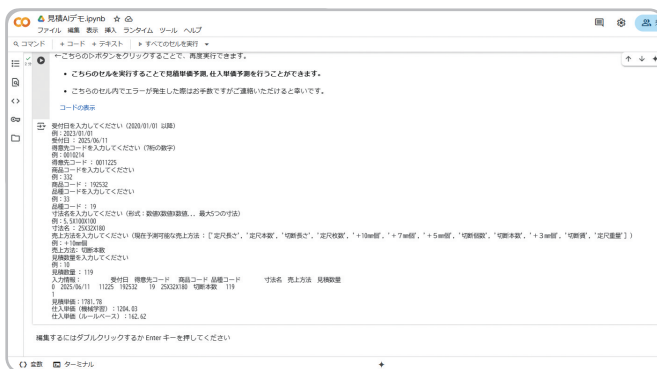 見積AIデモ.ipynb
ファイル 編集 表示 挿入 ランタイム ツール ヘルプ
コマンド + コード + テキスト すべてのセルを実行
←こちらの▷ボタンをクリックすることで、再度実行できます。
• こちらのセルを実行することで見積単価予測,仕入単価予測を行うことができます。
• こちらのセル内でエラーが発生した際はお手数ですがご連絡いただけると幸いです。
コードの表示
受付日を入力してください (2020/01/01 以降)
例：2023/01/01
受付日 : 2025/06/11
得意先コードを入力してください (7桁の数字)
例：0010214
得意先コード : 0011225
商品コードを入力してください
例：332
商品コード : 192532
品種コードを入力してください
例：33
品種コード : 19
寸法名を入力してください (形式：数値X数値X数値... 最大5つの寸法)
例：5.5X100X100
寸法名 : 25X32X180
売上方法を入力してください (現在予測可能な売上方法 : ['定尺長さ', '定尺本数', '切断長さ', '定尺枚数', '+10mm個', '+7mm個', '+5mm個', '切断個数', '切断本数', '+3mm個', '切断賃', '定尺重量'] )
例：+10mm個
売上方法: 切断本数
見積数量を入力してください
例：10
見積数量 : 119
入力情報： 受付日 得意先コード 商品コード 品種コード 寸法名 売上方法 見積数量
0 2025/06/11 11225 192532 19 25X32X180 切断本数 119
1
見積単価：1781.78
仕入単価 (機械学習) : 1204.03
仕入単価 (ルールベース) : 162.62
編集するにはダブルクリックするか Enter キーを押してください
変数 ターミナル